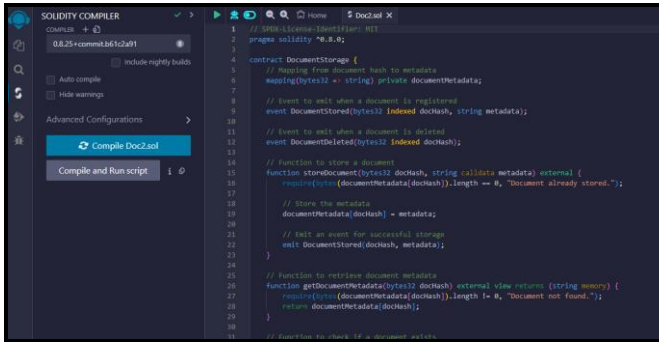 SOLIDITY COMPILER
COMPILER
0.8.25+commit.b61c2a91
Include nightly builds
Auto compile
Hide warnings
Advanced Configurations
Compile Doc2.sol
Compile and Run script
Home
Doc2.sol
1 // SPDX-License-Identifier: MIT
2 pragma solidity ^0.8.0;
3
4 contract DocumentStorage {
5 // Mapping from document hash to metadata
6 mapping(bytes32 => string) private documentMetadata;
7
8 // Event to emit when a document is registered
9 event DocumentStored(bytes32 indexed docHash, string metadata);
10
11 // Event to emit when a document is deleted
12 event DocumentDeleted(bytes32 indexed docHash);
13
14 // Function to store a document
15 function storeDocument(bytes32 docHash, string calldata metadata) external {
16 require(bytes(documentMetadata[docHash]).length == 0, "Document already stored.");
17
18 // Store the metadata
19 documentMetadata[docHash] = metadata;
20
21 // Emit an event for successful storage
22 emit DocumentStored(docHash, metadata);
23 }
24
25 // Function to retrieve document metadata
26 function getDocumentMetadata(bytes32 docHash) external view returns (string memory) {
27 require(bytes(documentMetadata[docHash]).length != 0, "Document not found.");
28 return documentMetadata[docHash];
29 }
30
31 // Function to check if a document exists